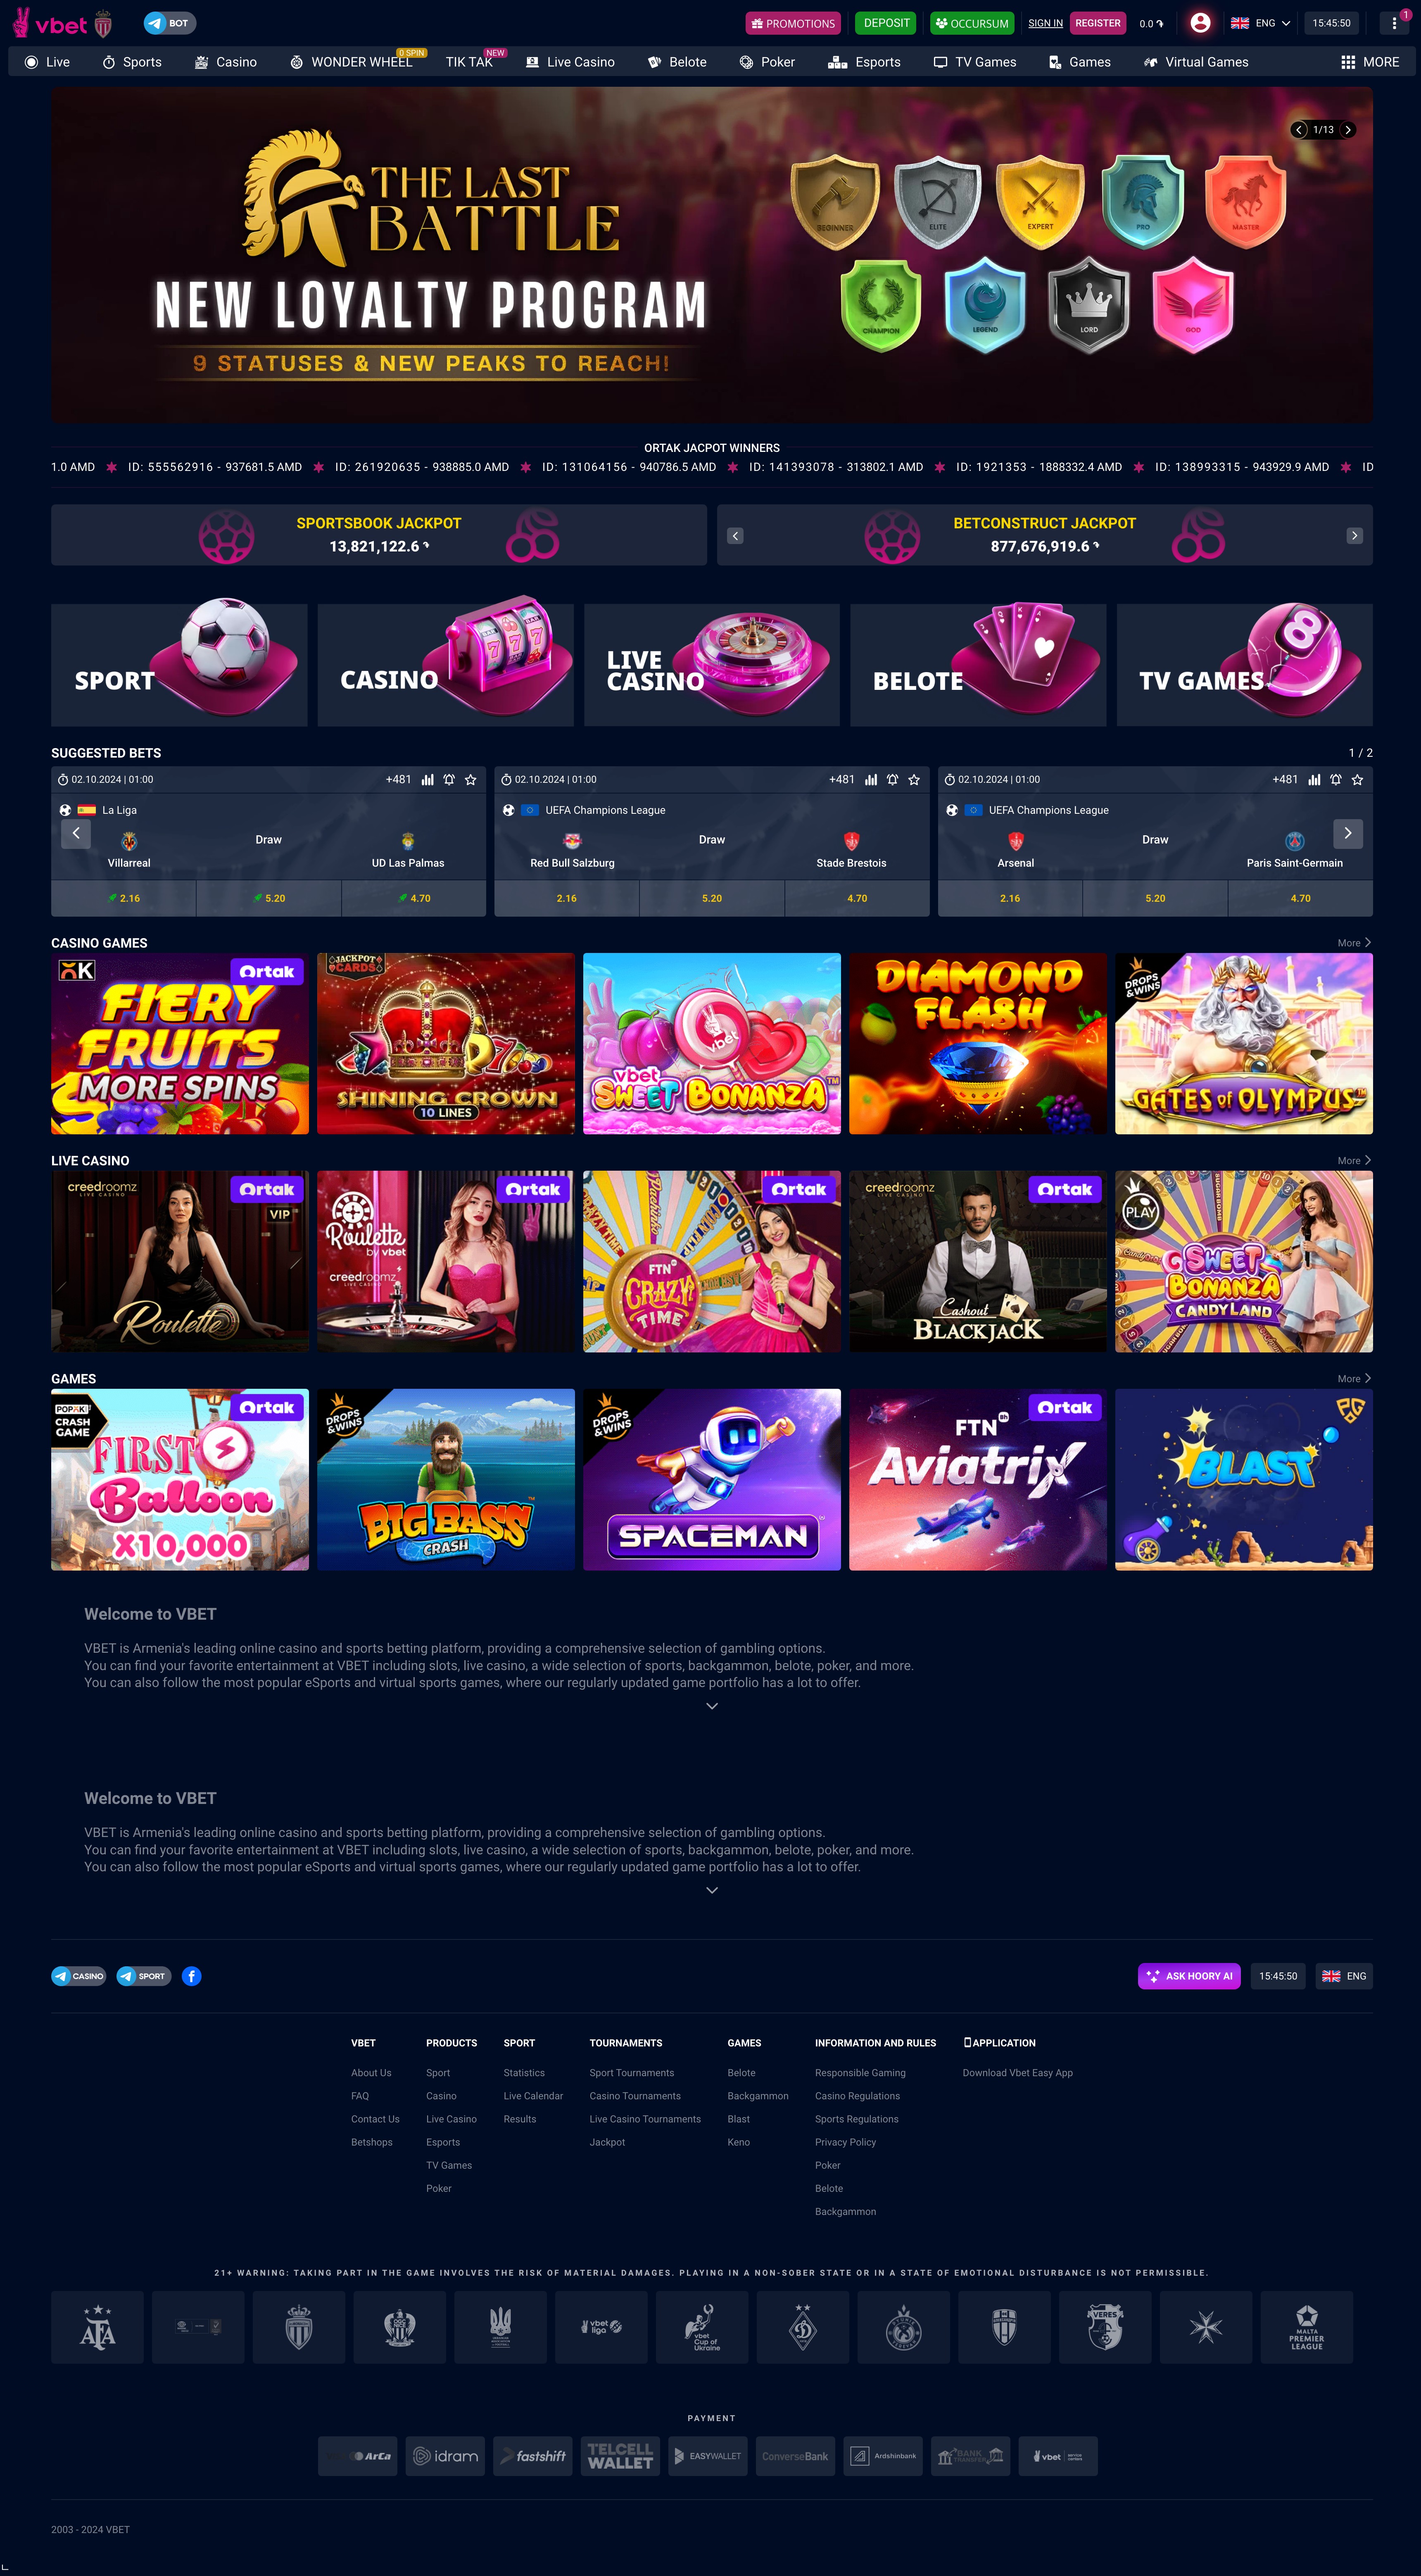 vbet
BOT
PROMOTIONS
DEPOSIT
OCCURSUM
SIGN IN
REGISTER
0.0 ֏
ENG
15:45:50
1
Live
Sports
Casino
WONDER WHEEL
0 SPIN
TIK TAK
NEW
Live Casino
Belote
Poker
Esports
TV Games
Games
Virtual Games
MORE
1/13
THE LAST
BATTLE
NEW LOYALTY PROGRAM
9 STATUSES & NEW PEAKS TO REACH!
BEGINNER
ELITE
EXPERT
PRO
MASTER
CHAMPION
LEGEND
LORD
GOD
ORTAK JACPOT WINNERS
1.0 AMD ID: 555562916 - 937681.5 AMD ID: 261920635 - 938885.0 AMD ID: 131064156 - 940786.5 AMD ID: 141393078 - 313802.1 AMD ID: 1921353 - 1888332.4 AMD ID: 138993315 - 943929.9 AMD ID
SPORTSBOOK JACKPOT
13,821,122.6 ֏
BETCONSTRUCT JACKPOT
877,676,919.6 ֏
SPORT
CASINO
LIVE
CASINO
BELOTE
TV GAMES
SUGGESTED BETS
1 / 2
02.10.2024 | 01:00 +481
La Liga
Villarreal
Draw
UD Las Palmas
2.16
5.20
4.70
02.10.2024 | 01:00 +481
UEFA Champions League
Red Bull Salzburg
Draw
Stade Brestois
2.16
5.20
4.70
02.10.2024 | 01:00 +481
UEFA Champions League
Arsenal
Draw
Paris Saint-Germain
2.16
5.20
4.70
CASINO GAMES
More
Ortak
FIERY
FRUITS
MORE SPINS
JACKPOT
CARDS
SHINING CROWN
10 LINES
vbet
vbet
SWEET BONANZA™
DIAMOND
FLASH
DROPS
&WINS
GATES of OLYMPUS™
LIVE CASINO
More
creedroomz
LIVE CASINO
Ortak
VIP
Roulette
Ortak
Roulette
by vbet
creedroomz
LIVE CASINO
Ortak
FTN
CRAZY
TIME
creedroomz
LIVE CASINO
Ortak
Cashout
BLACKJACK
PLAY
SWEET
BONANZA
CANDYLAND
GAMES
More
POPOK!
CRASH
GAME
Ortak
FIRST
Balloon
X10,000
DROPS
&WINS
BIG BASS
CRASH
DROPS
&WINS
SPACEMAN
Ortak
FTN
Aviatrix
BLAST
Welcome to VBET
VBET is Armenia's leading online casino and sports betting platform, providing a comprehensive selection of gambling options.
You can find your favorite entertainment at VBET including slots, live casino, a wide selection of sports, backgammon, belote, poker, and more.
You can also follow the most popular eSports and virtual sports games, where our regularly updated game portfolio has a lot to offer.
Welcome to VBET
VBET is Armenia's leading online casino and sports betting platform, providing a comprehensive selection of gambling options.
You can find your favorite entertainment at VBET including slots, live casino, a wide selection of sports, backgammon, belote, poker, and more.
You can also follow the most popular eSports and virtual sports games, where our regularly updated game portfolio has a lot to offer.
CASINO
SPORT
ASK HOORY AI
15:45:50
ENG
VBET
About Us
FAQ
Contact Us
Betshops
PRODUCTS
Sport
Casino
Live Casino
Esports
TV Games
Poker
SPORT
Statistics
Live Calendar
Results
TOURNAMENTS
Sport Tournaments
Casino Tournaments
Live Casino Tournaments
Jackpot
GAMES
Belote
Backgammon
Blast
Keno
INFORMATION AND RULES
Responsible Gaming
Casino Regulations
Sports Regulations
Privacy Policy
Poker
Belote
Backgammon
APPLICATION
Download Vbet Easy App
21+ WARNING: TAKING PART IN THE GAME INVOLVES THE RISK OF MATERIAL DAMAGES. PLAYING IN A NON-SOBER STATE OR IN A STATE OF EMOTIONAL DISTURBANCE IS NOT PERMISSIBLE.
AFA
vbet
liga
vbet
Cup of
Ukraine
VERES
MALTA
PREMIER
LEAGUE
PAYMENT
ArCa
idram
fastshift
TELCELL
WALLET
EASYWALLET
ConverseBank
Ardshinbank
BANK
TRANSFER
vbet
2003 - 2024 VBET